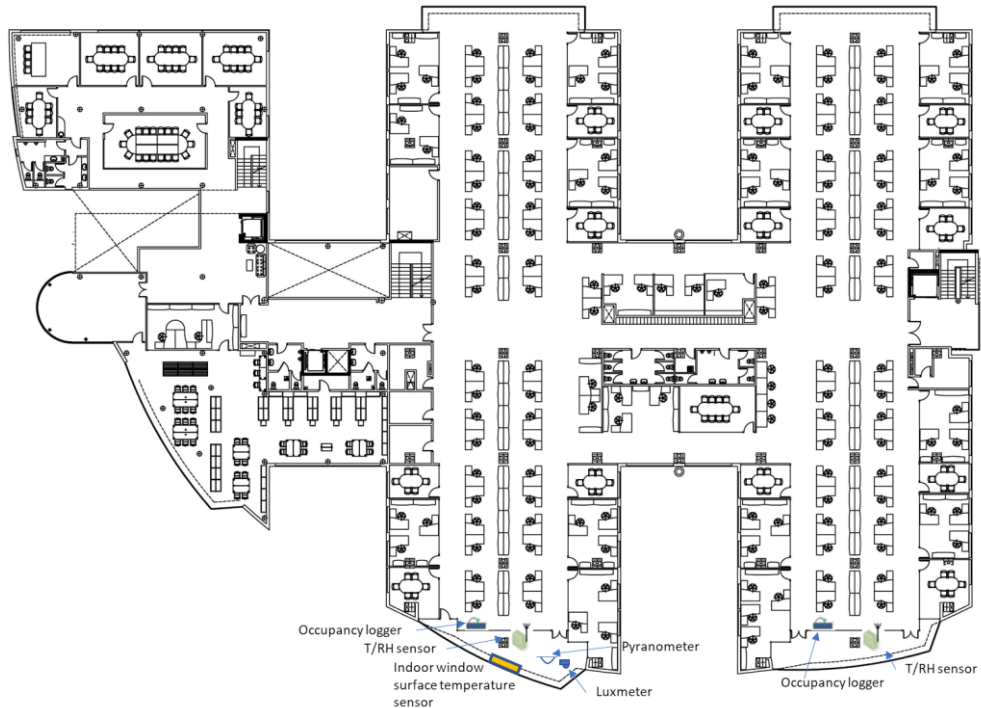 Occupancy logger
T/RH sensor
Indoor window
surface temperature
sensor
Pyranometer
Luxmeter
Occupancy logger
T/RH sensor